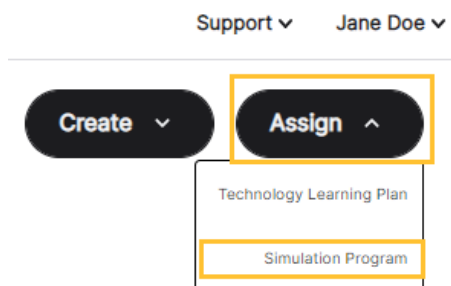 Support Jane Doe
Create Assign
Technology Learning Plan
Simulation Program